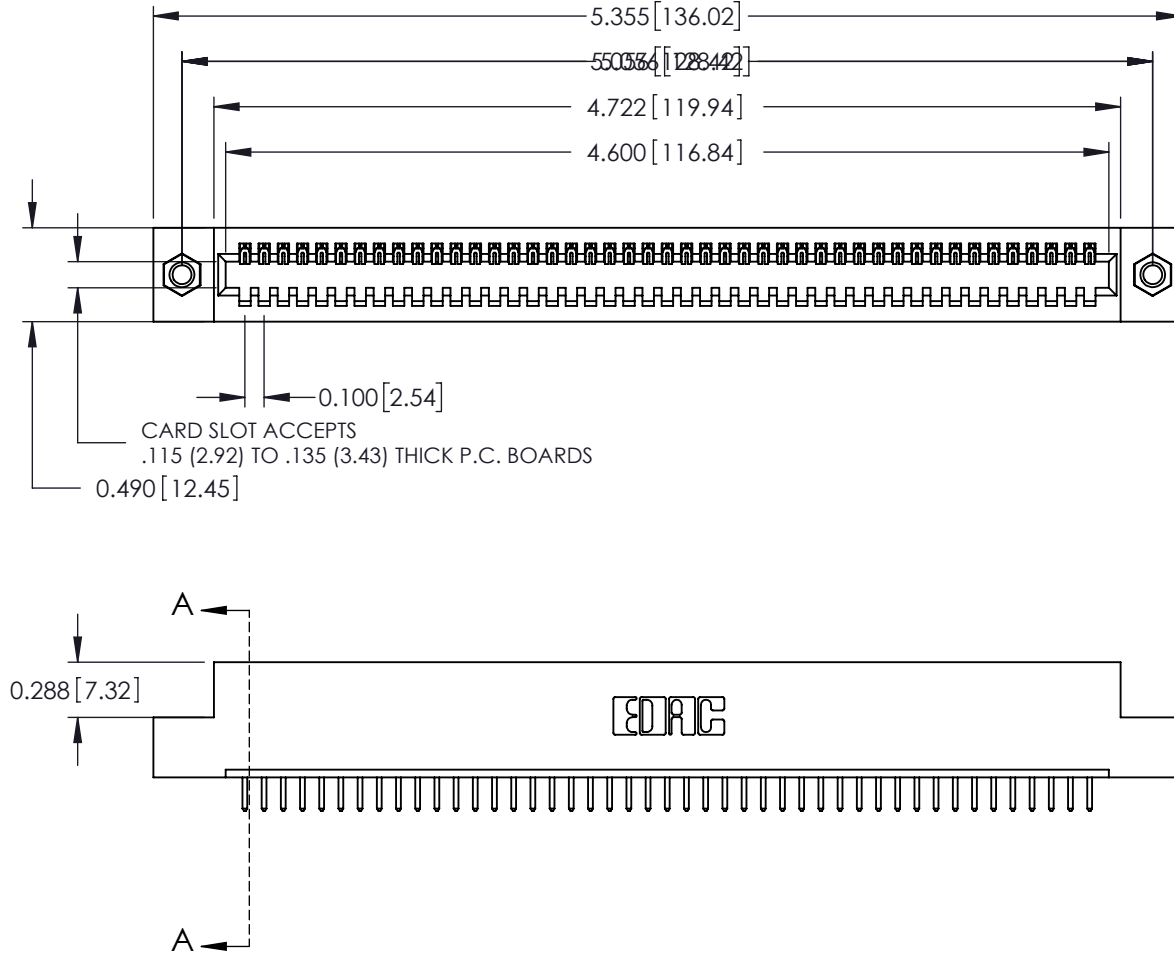 5.355 [136.02]
4.722 [119.94]
4.600 [116.84]
0.100 [2.54]
CARD SLOT ACCEPTS
.115 (2.92) TO .135 (3.43) THICK P.C. BOARDS
0.490 [12.45]
A
0.288 [7.32]
EDAC
A